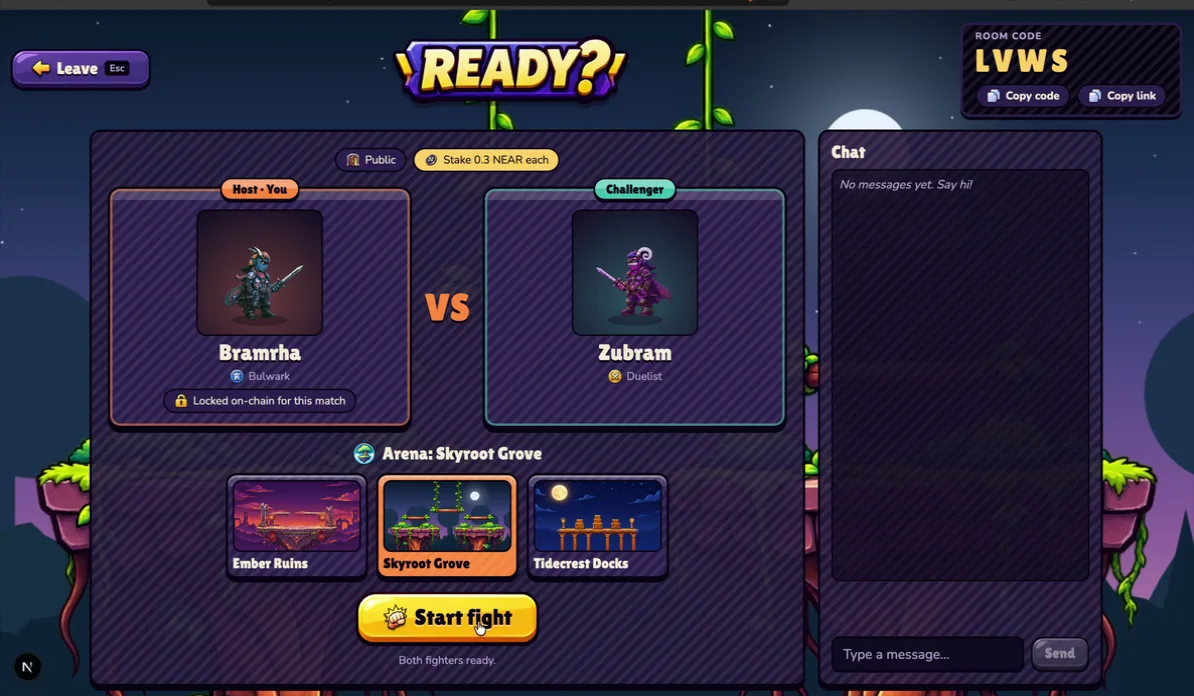 Leave Esc
READY?
ROOM CODE
LVWS
Copy code
Copy link
Public
Stake 0.3 NEAR each
Host · You
Challenger
Bramrha
Bulwark
Locked on-chain for this match
VS
Zubram
Duelist
Arena: Skyroot Grove
Ember Ruins
Skyroot Grove
Tidecrest Docks
Start fight
Both fighters ready.
Chat
No messages yet. Say hi!
Type a message...
Send
N